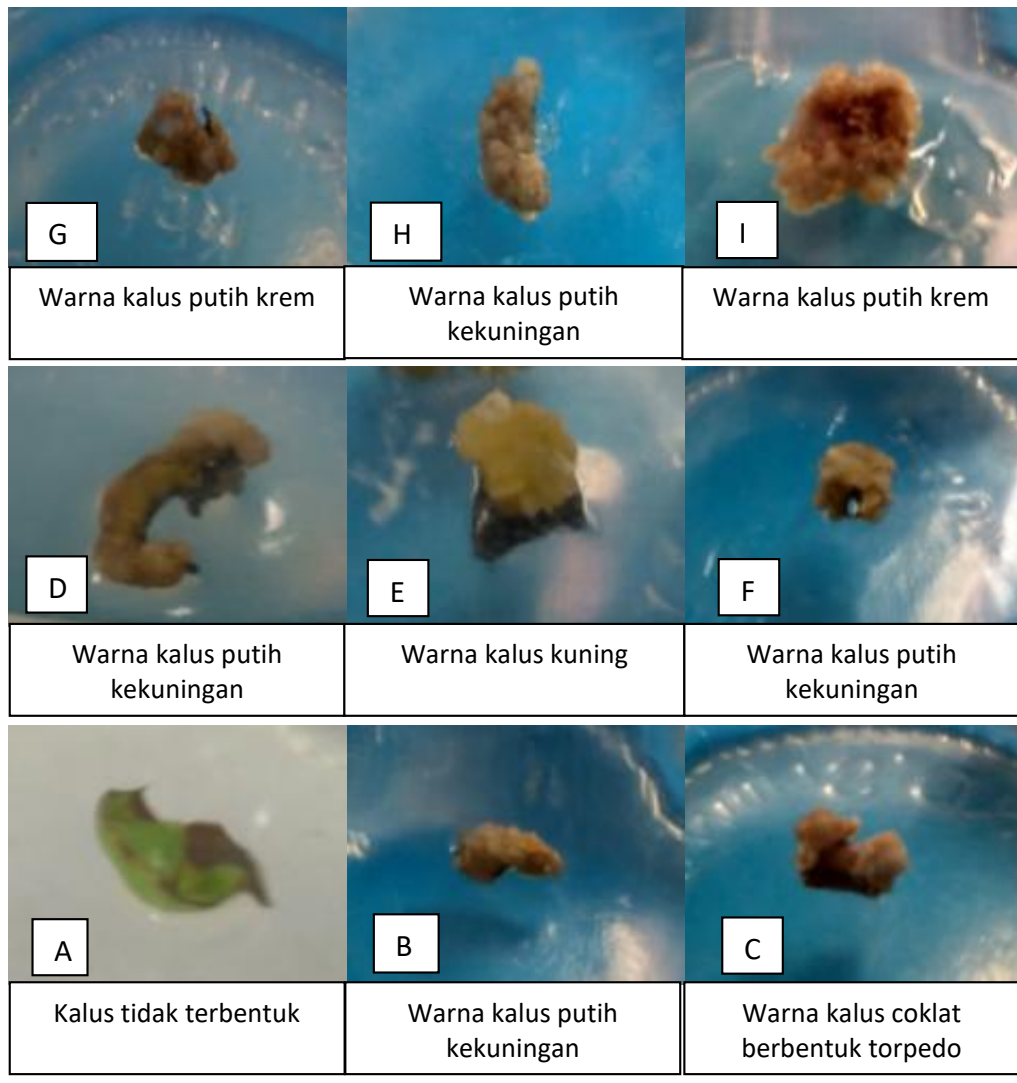 G
H
I
Warna kalus putih krem
Warna kalus putih
kekuningan
Warna kalus putih krem
D
E
F
Warna kalus putih
kekuningan
Warna kalus kuning
Warna kalus putih
kekuningan
A
B
C
Kalus tidak terbentuk
Warna kalus putih
kekuningan
Warna kalus coklat
berbentuk torpedo